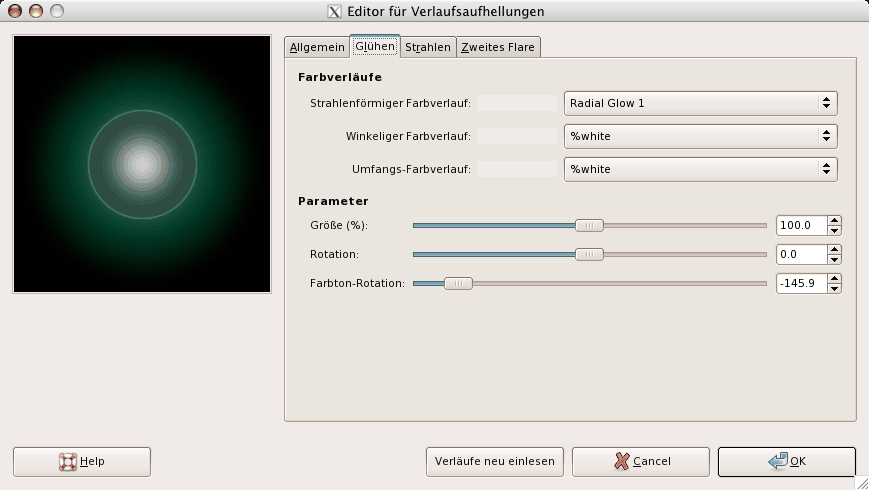 Editor für Verlaufsaufhellungen
Allgemein Glühen Strahlen Zweites Flare
Farbverläufe
Strahlenförmiger Farbverlauf: Radial Glow 1
Winkeliger Farbverlauf: %white
Umfangs-Farbverlauf: %white
Parameter
Größe (%): 100.0
Rotation: 0.0
Farbton-Rotation: -145.9
Help Verläufe neu einlesen Cancel OK